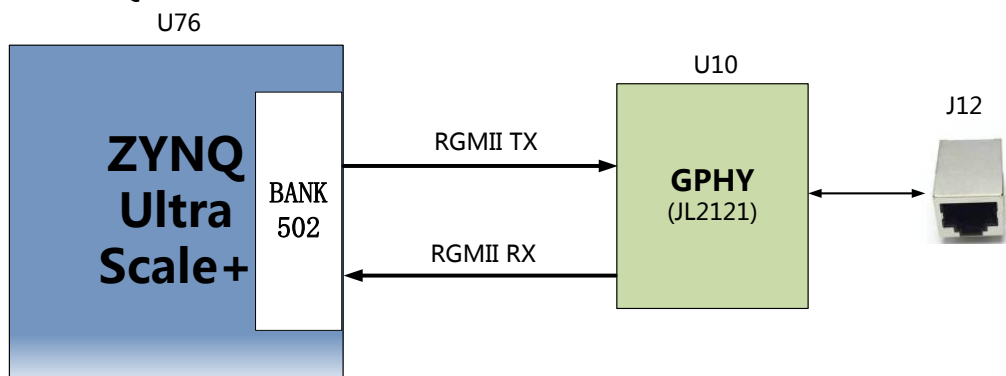 U76
ZYNQ
Ultra
Scale+
BANK
502
RGMII TX
RGMII RX
U10
GPHY
(JL2121)
J12